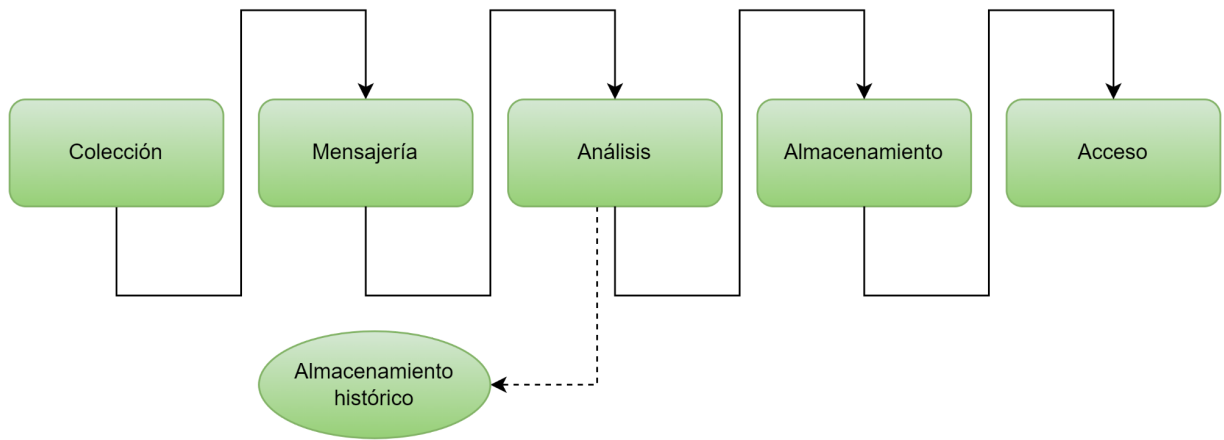 Colección
Mensajería
Análisis
Almacenamiento
Acceso
Almacenamiento
histórico